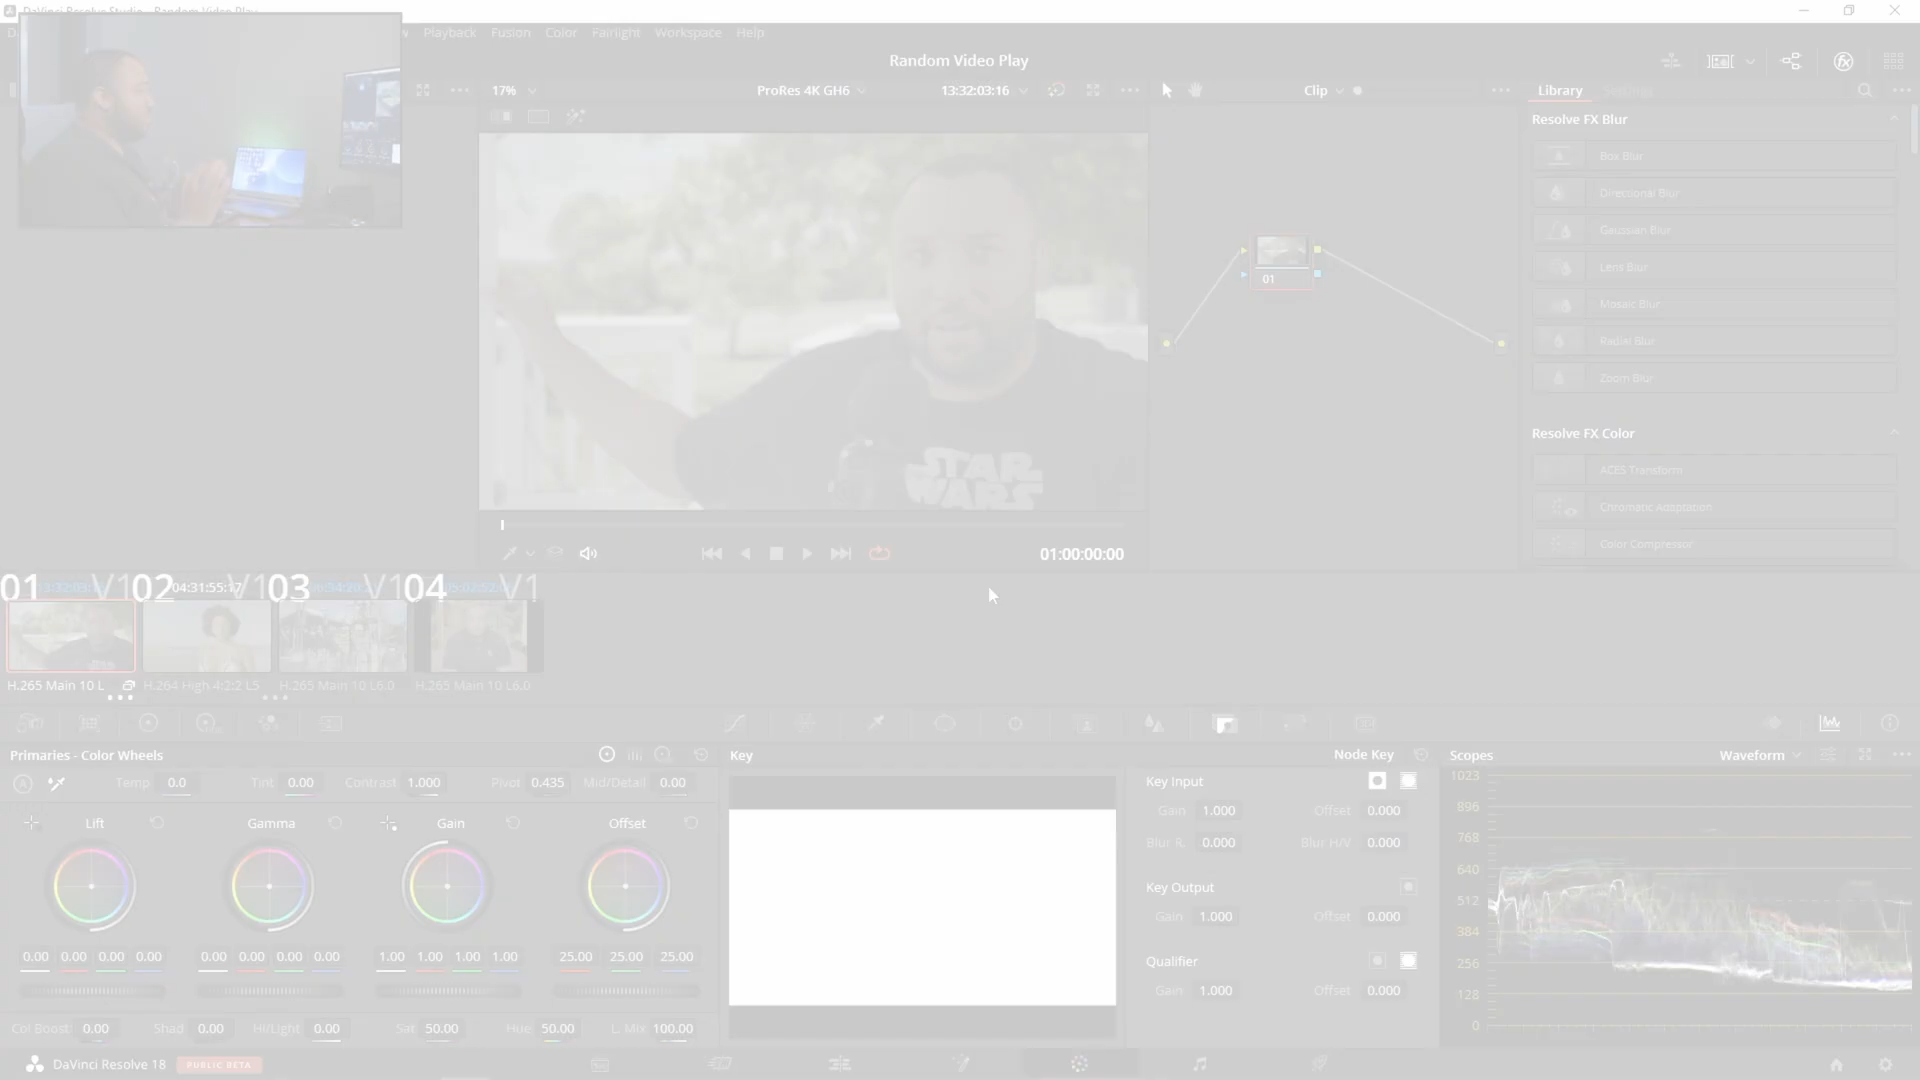 DaVinci Resolve Studio - Random Video Play
Playback Fusion Color Fairlight Workspace Help
Random Video Play
17%
ProRes 4K GH6
13:32:03:16
Clip
Library
Settings
Resolve FX Blur
Box Blur
Directional Blur
Gaussian Blur
Lens Blur
Mosaic Blur
Radial Blur
Zoom Blur
Resolve FX Color
ACES Transform
Chromatic Adaptation
Color Compressor
01
STAR
WARS
01:00:00:00
01 V1 02 04:31:55:17 V1 03 V1 04 V1
H.265 Main 10 L
H.264 High 4:2:2 L5
H.265 Main 10 L6.0
H.265 Main 10 L6.0
Primaries - Color Wheels
Temp 0.0 Tint 0.00 Contrast 1.000 Pivot 0.435 Mid/Detail 0.00
Lift Gamma Gain Offset
0.00 0.00 0.00 0.00
0.00 0.00 0.00 0.00
1.00 1.00 1.00 1.00
25.00 25.00 25.00
Col Boost 0.00 Shad 0.00 Hi/Light 0.00 Sat 50.00 Hue 50.00 L. Mix 100.00
Key
Node Key
Key Input
Gain 1.000 Offset 0.000
Blur R. 0.000 Blur H/V 0.000
Key Output
Gain 1.000 Offset 0.000
Qualifier
Gain 1.000 Offset 0.000
Scopes
Waveform
1023
896
768
640
512
384
256
128
0
DaVinci Resolve 18
PUBLIC BETA